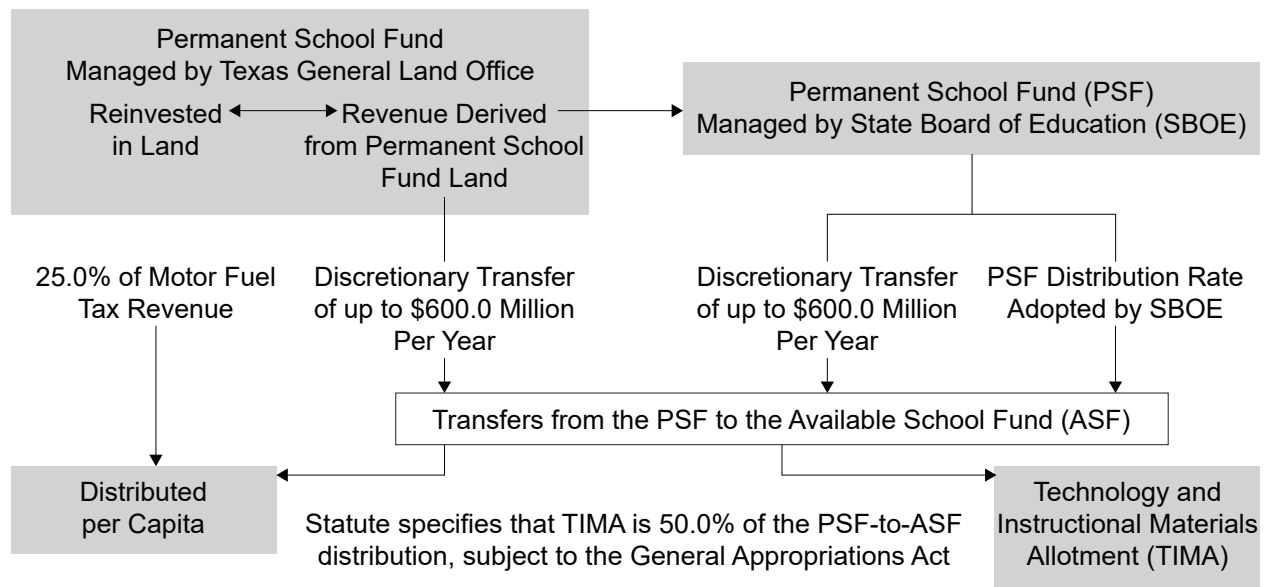 Permanent School Fund
Managed by Texas General Land Office
Reinvested
in Land
Revenue Derived
from Permanent School
Fund Land
Permanent School Fund (PSF)
Managed by State Board of Education (SBOE)
25.0% of Motor Fuel
Tax Revenue
Discretionary Transfer
of up to $600.0 Million
Per Year
Discretionary Transfer
of up to $600.0 Million
Per Year
PSF Distribution Rate
Adopted by SBOE
Transfers from the PSF to the Available School Fund (ASF)
Distributed
per Capita
Statute specifies that TIMA is 50.0% of the PSF-to-ASF
distribution, subject to the General Appropriations Act
Technology and
Instructional Materials
Allotment (TIMA)